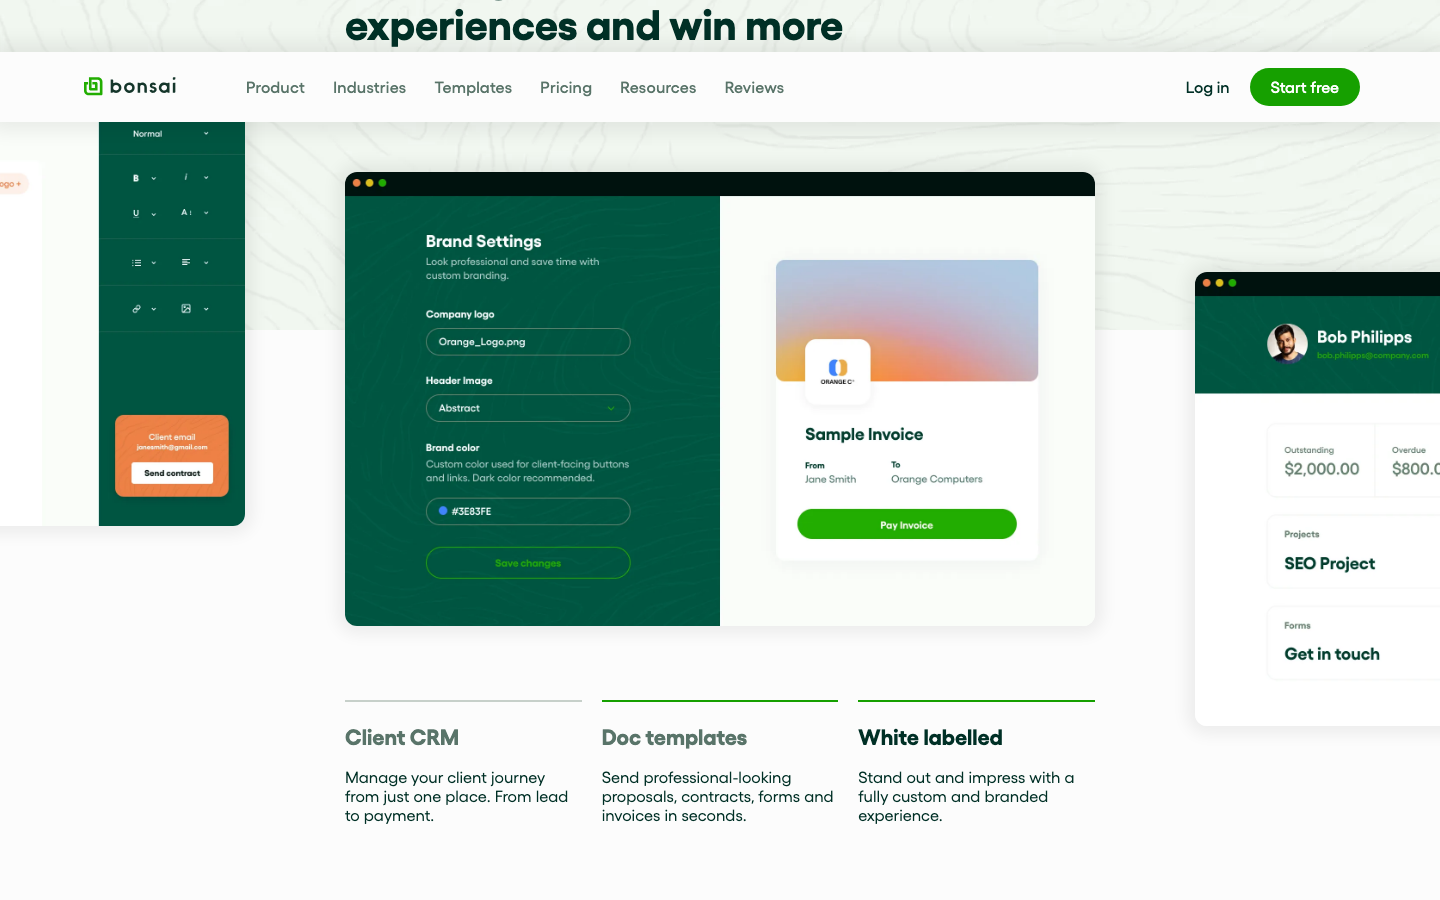 experiences and win more
bonsai
Product
Industries
Templates
Pricing
Resources
Reviews
Log in
Start free
Normal
ogo +
B
i
U
A
Client email
janesmith@gmail.com
Send contract
Brand Settings
Look professional and save time with
custom branding.
Company logo
Orange_Logo.png
Header Image
Abstract
Brand color
Custom color used for client-facing buttons
and links. Dark color recommended.
#3E83FE
Save changes
ORANGE C°
Sample Invoice
From
To
Jane Smith
Orange Computers
Pay Invoice
Bob Philipps
bob.philipps@company.com
Outstanding
Overdue
$2,000.00
$800.0
Projects
SEO Project
Forms
Get in touch
Client CRM
Manage your client journey
from just one place. From lead
to payment.
Doc templates
Send professional-looking
proposals, contracts, forms and
invoices in seconds.
White labelled
Stand out and impress with a
fully custom and branded
experience.